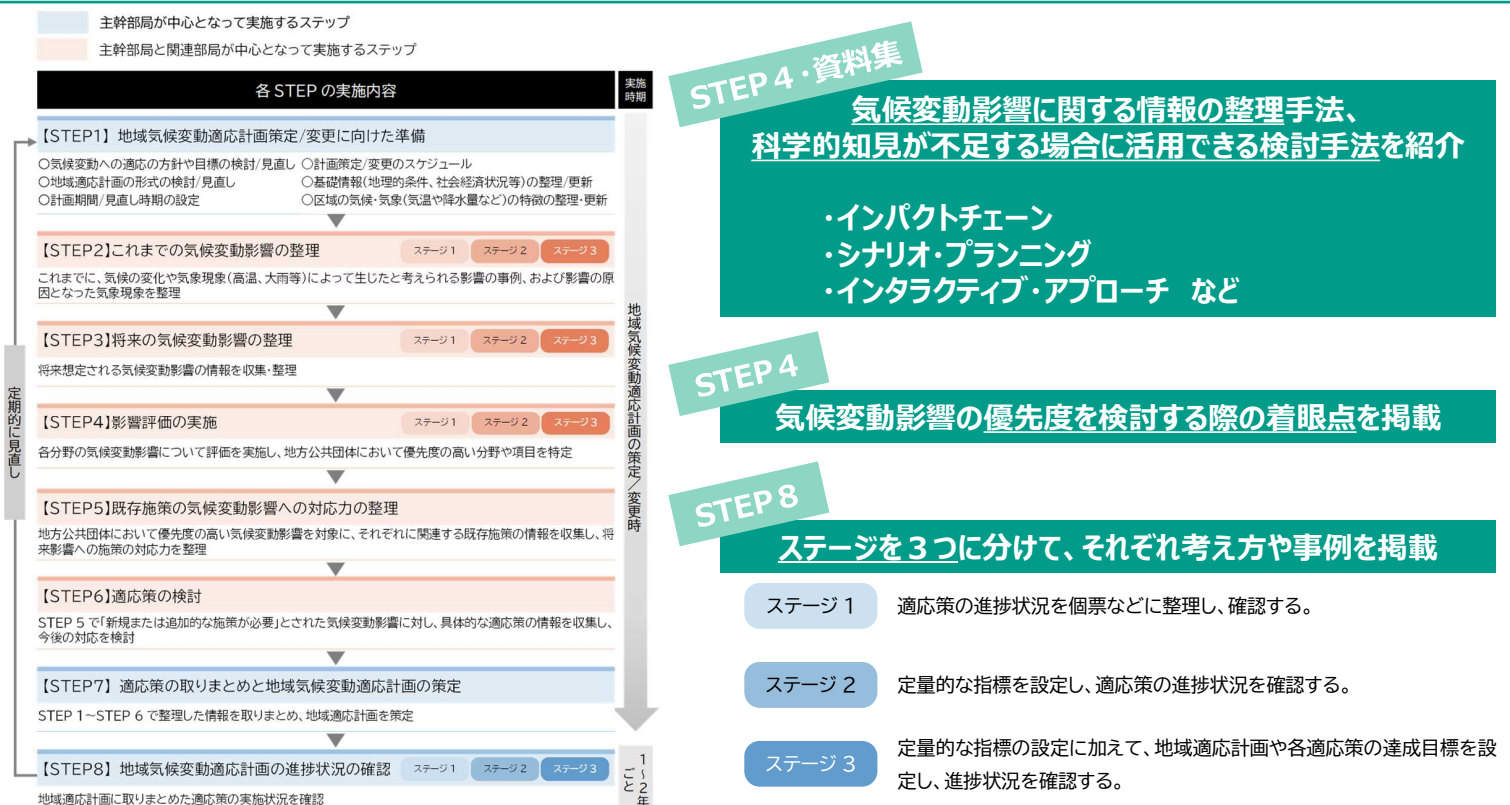 主幹部局が中心となって実施するステップ
主幹部局と関連部局が中心となって実施するステップ
各 STEP の実施内容
実施
時期
【STEP1】 地域気候変動適応計画策定/変更に向けた準備
○気候変動への適応の方針や目標の検討/見直し ○計画策定/変更のスケジュール
○地域適応計画の形式の検討/見直し ○基礎情報(地理的条件、社会経済状況等)の整理/更新
○計画期間/見直し時期の設定 ○区域の気候・気象(気温や降水量など)の特徴の整理・更新
【STEP2】これまでの気候変動影響の整理 ステージ 1 ステージ 2 ステージ 3
これまでに、気候の変化や気象現象(高温、大雨等)によって生じたと考えられる影響の事例、および影響の原
因となった気象現象を整理
【STEP3】将来の気候変動影響の整理 ステージ 1 ステージ 2 ステージ 3
将来想定される気候変動影響の情報を収集・整理
【STEP4】影響評価の実施 ステージ 1 ステージ 2 ステージ 3
各分野の気候変動影響について評価を実施し、地方公共団体において優先度の高い分野や項目を特定
【STEP5】既存施策の気候変動影響への対応力の整理
地方公共団体において優先度の高い気候変動影響を対象に、それぞれに関連する既存施策の情報を収集し、将
来影響への施策の対応力を整理
【STEP6】適応策の検討
STEP 5 で「新規または追加的な施策が必要」とされた気候変動影響に対し、具体的な適応策の情報を収集し、
今後の対応を検討
【STEP7】 適応策の取りまとめと地域気候変動適応計画の策定
STEP 1～STEP 6 で整理した情報を取りまとめ、地域適応計画を策定
【STEP8】 地域気候変動適応計画の進捗状況の確認 ステージ 1 ステージ 2 ステージ 3
地域適応計画に取りまとめた適応策の実施状況を確認
定期的に見直し
地域気候変動適応計画の策定/変更時
1～2年
ごと
STEP４・資料集
気候変動影響に関する情報の整理手法、
科学的知見が不足する場合に活用できる検討手法を紹介
・インパクトチェーン
・シナリオ・プランニング
・インタラクティブ・アプローチ など
STEP４
気候変動影響の優先度を検討する際の着眼点を掲載
STEP８
ステージを３つに分けて、それぞれ考え方や事例を掲載
ステージ 1 適応策の進捗状況を個票などに整理し、確認する。
ステージ 2 定量的な指標を設定し、適応策の進捗状況を確認する。
ステージ 3 定量的な指標の設定に加えて、地域適応計画や各適応策の達成目標を設
定し、進捗状況を確認する。